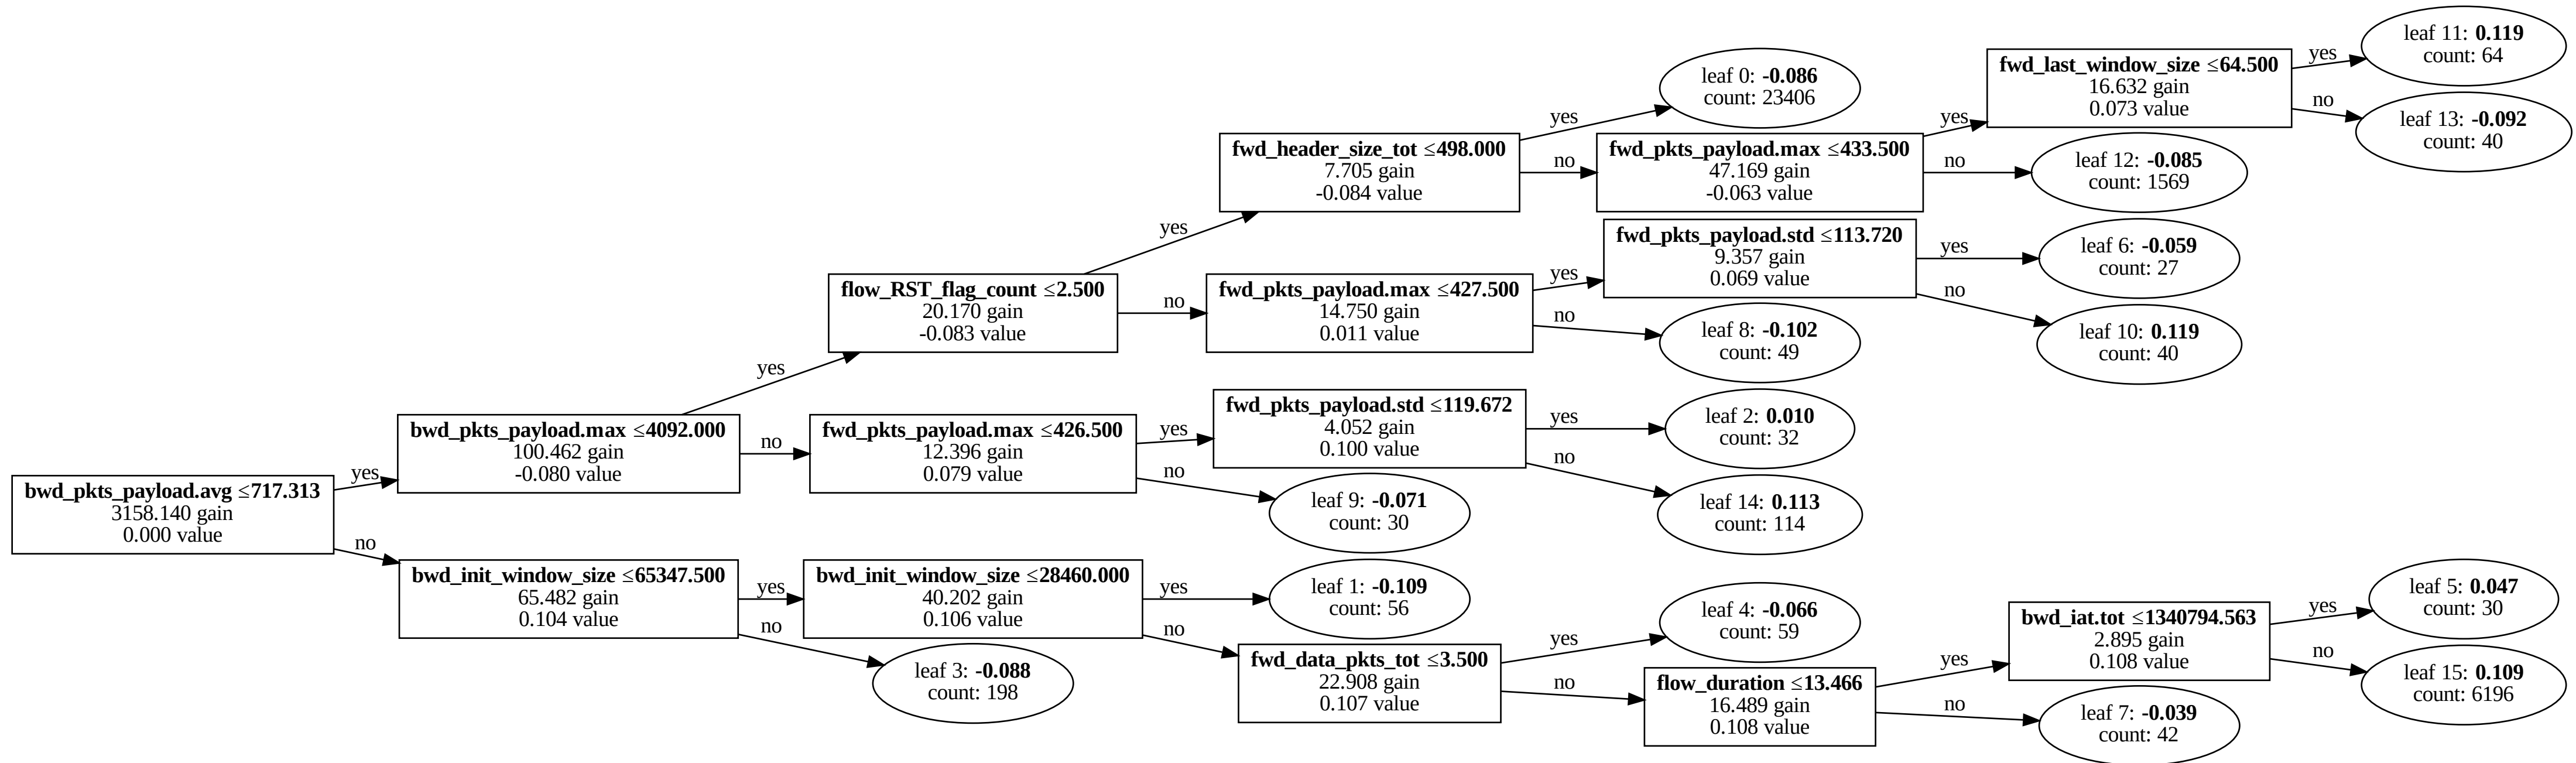 bwd_pkts_payload.avg ≤717.313
3158.140 gain
0.000 value
yes
no
bwd_pkts_payload.max ≤4092.000
100.462 gain
-0.080 value
yes
no
flow_RST_flag_count ≤2.500
20.170 gain
-0.083 value
yes
no
fwd_header_size_tot ≤498.000
7.705 gain
-0.084 value
yes
no
leaf 0: -0.086
count: 23406
fwd_pkts_payload.max ≤433.500
47.169 gain
-0.063 value
yes
no
fwd_last_window_size ≤64.500
16.632 gain
0.073 value
yes
no
leaf 11: 0.119
count: 64
leaf 13: -0.092
count: 40
leaf 12: -0.085
count: 1569
fwd_pkts_payload.max ≤427.500
14.750 gain
0.011 value
yes
no
fwd_pkts_payload.std ≤113.720
9.357 gain
0.069 value
yes
no
leaf 6: -0.059
count: 27
leaf 10: 0.119
count: 40
leaf 8: -0.102
count: 49
fwd_pkts_payload.max ≤426.500
12.396 gain
0.079 value
yes
no
fwd_pkts_payload.std ≤119.672
4.052 gain
0.100 value
yes
no
leaf 2: 0.010
count: 32
leaf 14: 0.113
count: 114
leaf 9: -0.071
count: 30
bwd_init_window_size ≤65347.500
65.482 gain
0.104 value
yes
no
bwd_init_window_size ≤28460.000
40.202 gain
0.106 value
yes
no
leaf 1: -0.109
count: 56
fwd_data_pkts_tot ≤3.500
22.908 gain
0.107 value
yes
no
leaf 4: -0.066
count: 59
flow_duration ≤13.466
16.489 gain
0.108 value
yes
no
bwd_iat.tot ≤1340794.563
2.895 gain
0.108 value
yes
no
leaf 5: 0.047
count: 30
leaf 15: 0.109
count: 6196
leaf 7: -0.039
count: 42
leaf 3: -0.088
count: 198